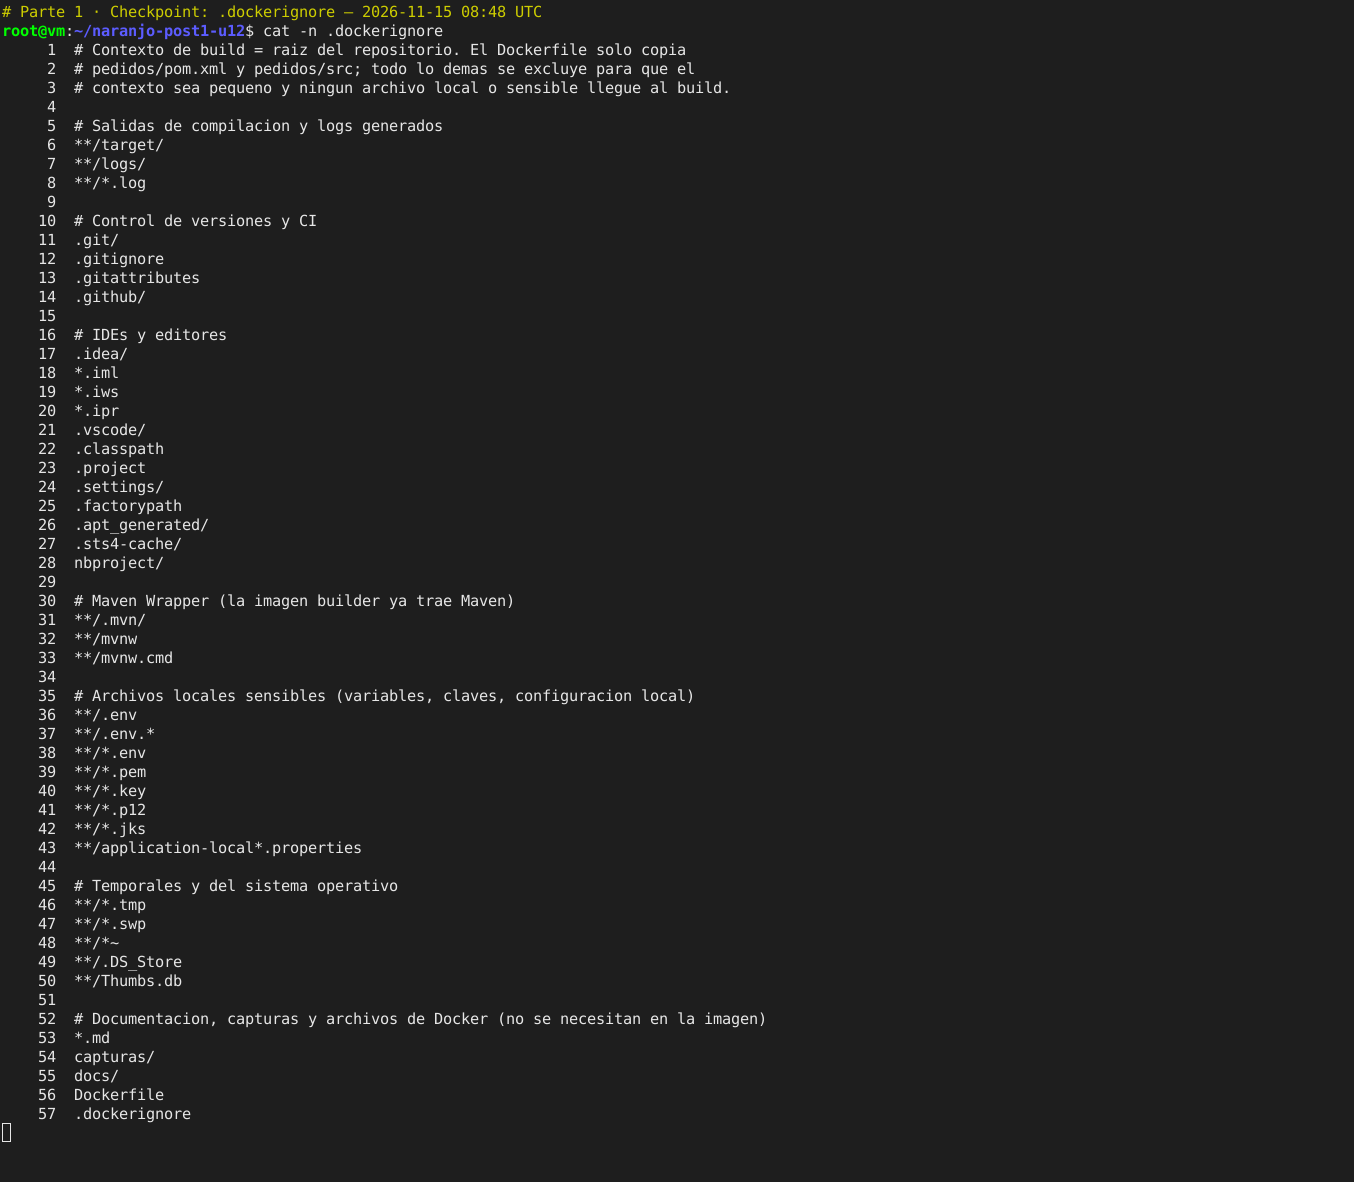 # Parte 1 · Checkpoint: .dockerignore — 2026-11-15 08:48 UTC
root@vm:~/naranjo-post1-u12$ cat -n .dockerignore
1 # Contexto de build = raiz del repositorio. El Dockerfile solo copia
2 # pedidos/pom.xml y pedidos/src; todo lo demas se excluye para que el
3 # contexto sea pequeno y ningun archivo local o sensible llegue al build.
4
5 # Salidas de compilacion y logs generados
6 **/target/
7 **/logs/
8 **/*.log
9
10 # Control de versiones y CI
11 .git/
12 .gitignore
13 .gitattributes
14 .github/
15
16 # IDEs y editores
17 .idea/
18 *.iml
19 *.iws
20 *.ipr
21 .vscode/
22 .classpath
23 .project
24 .settings/
25 .factorypath
26 .apt_generated/
27 .sts4-cache/
28 nbproject/
29
30 # Maven Wrapper (la imagen builder ya trae Maven)
31 **/.mvn/
32 **/mvnw
33 **/mvnw.cmd
34
35 # Archivos locales sensibles (variables, claves, configuracion local)
36 **/.env
37 **/.env.*
38 **/*.env
39 **/*.pem
40 **/*.key
41 **/*.p12
42 **/*.jks
43 **/application-local*.properties
44
45 # Temporales y del sistema operativo
46 **/*.tmp
47 **/*.swp
48 **/*~
49 **/.DS_Store
50 **/Thumbs.db
51
52 # Documentacion, capturas y archivos de Docker (no se necesitan en la imagen)
53 *.md
54 capturas/
55 docs/
56 Dockerfile
57 .dockerignore